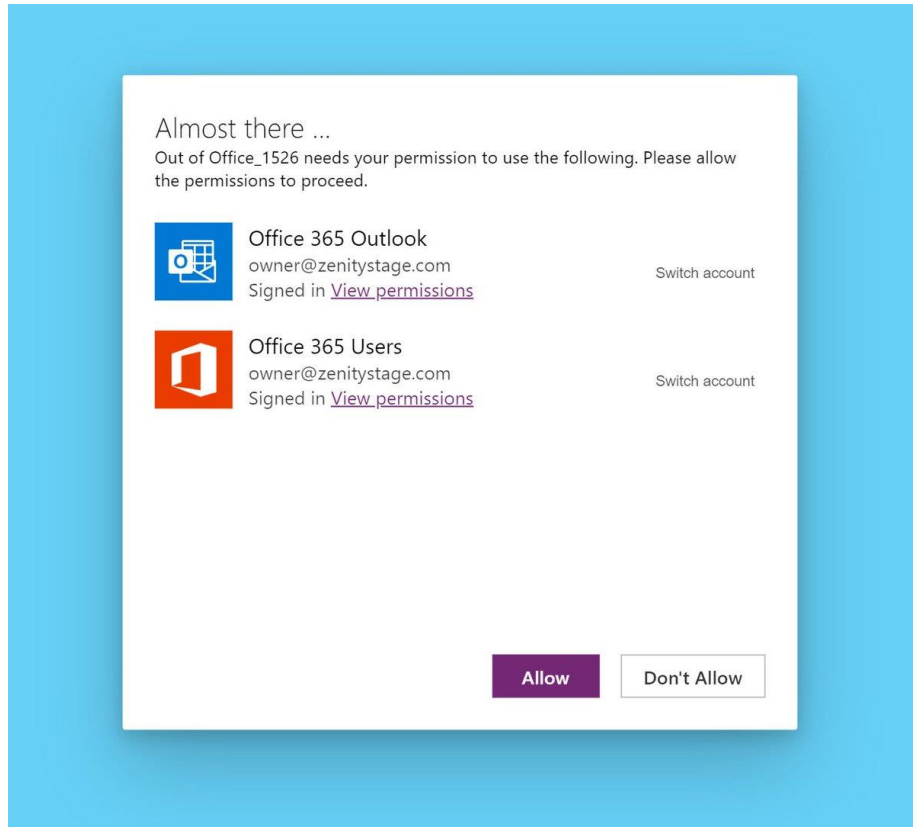 Almost there ...
Out of Office_1526 needs your permission to use the following. Please allow
the permissions to proceed.
Office 365 Outlook
owner@zenitystage.com
Signed in View permissions
Switch account
Office 365 Users
owner@zenitystage.com
Signed in View permissions
Switch account
Allow
Don't Allow